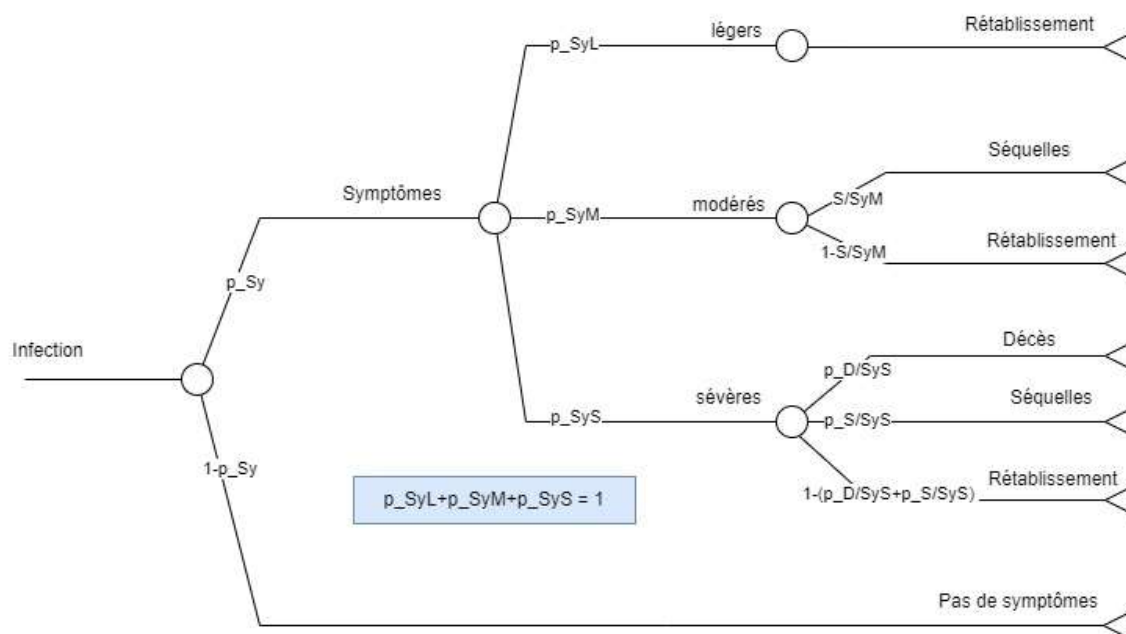 légers
Rétablissement
p_SyL
Séquelles
Symptômes
S/SyM
p_SyM
modérés
Rétablissement
1-S/SyM
p_Sy
Décès
Infection
p_D/SyS
sévères
Séquelles
p_SyS
p_S/SyS
1-p_Sy
Rétablissement
1-(p_D/SyS+p_S/SyS)
p_SyL+p_SyM+p_SyS = 1
Pas de symptômes